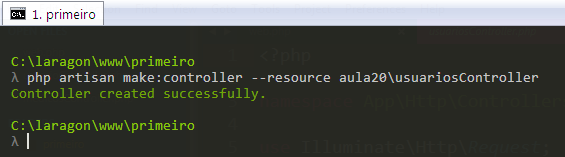 1. primeiro
C:\laragon\www\primeiro
λ php artisan make:controller --resource aula20\usuariosController
Controller created successfully.
C:\laragon\www\primeiro
λ